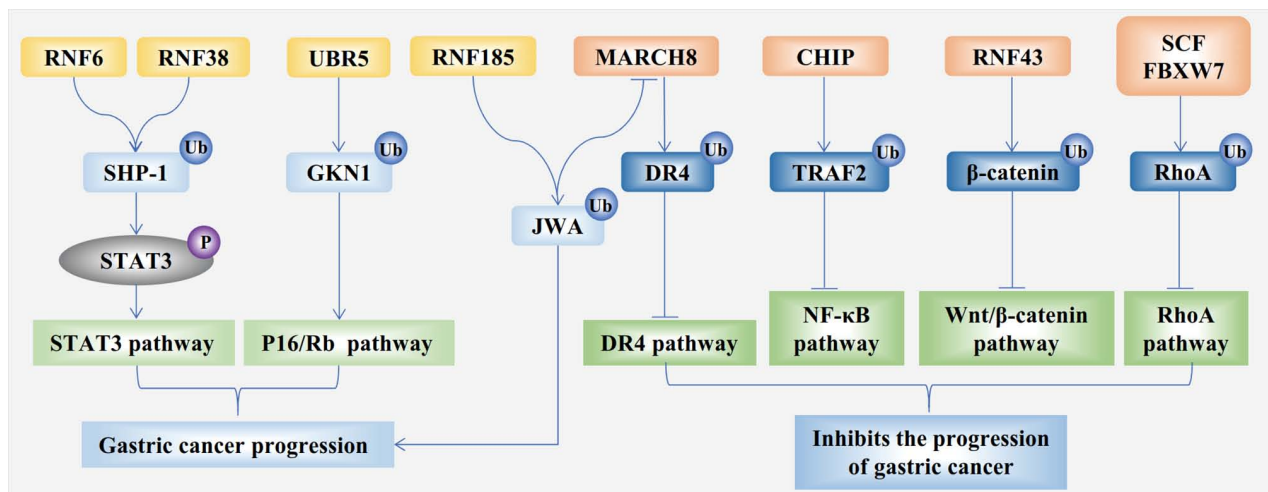 RNF6
RNF38
UBR5
RNF185
MARCH8
CHIP
RNF43
SCF
FBXW7
Ub
SHP-1
Ub
GKN1
Ub
DR4
Ub
TRAF2
Ub
β-catenin
Ub
RhoA
Ub
JWA
P
STAT3
STAT3 pathway
P16/Rb pathway
DR4 pathway
NF-κB
pathway
Wnt/β-catenin
pathway
RhoA
pathway
Gastric cancer progression
Inhibits the progression
of gastric cancer